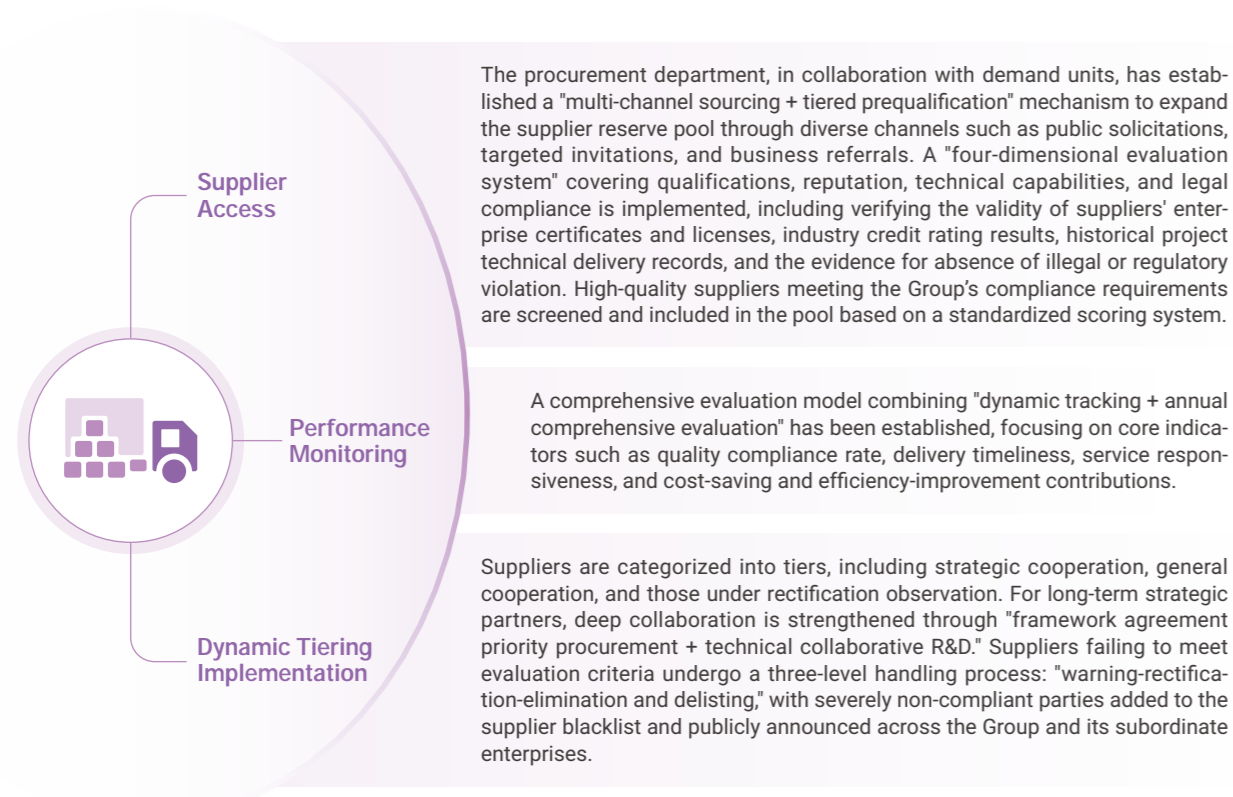 Supplier
Access
The procurement department, in collaboration with demand units, has estab-
lished a "multi-channel sourcing + tiered prequalification" mechanism to expand
the supplier reserve pool through diverse channels such as public solicitations,
targeted invitations, and business referrals. A "four-dimensional evaluation
system" covering qualifications, reputation, technical capabilities, and legal
compliance is implemented, including verifying the validity of suppliers' enter-
prise certificates and licenses, industry credit rating results, historical project
technical delivery records, and the evidence for absence of illegal or regulatory
violation. High-quality suppliers meeting the Group’s compliance requirements
are screened and included in the pool based on a standardized scoring system.
Performance
Monitoring
A comprehensive evaluation model combining "dynamic tracking + annual
comprehensive evaluation" has been established, focusing on core indica-
tors such as quality compliance rate, delivery timeliness, service respon-
siveness, and cost-saving and efficiency-improvement contributions.
Dynamic Tiering
Implementation
Suppliers are categorized into tiers, including strategic cooperation, general
cooperation, and those under rectification observation. For long-term strategic
partners, deep collaboration is strengthened through "framework agreement
priority procurement + technical collaborative R&D." Suppliers failing to meet
evaluation criteria undergo a three-level handling process: "warning-rectifica-
tion-elimination and delisting," with severely non-compliant parties added to the
supplier blacklist and publicly announced across the Group and its subordinate
enterprises.